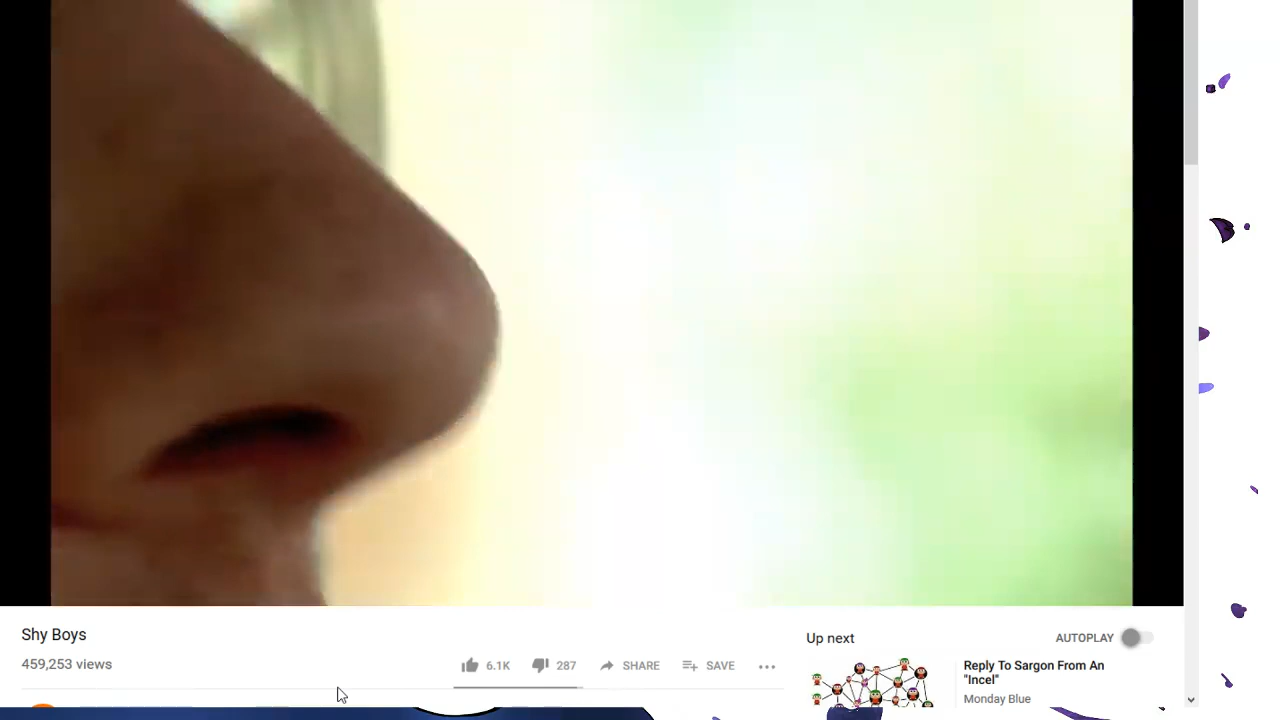 Shy Boys
459,253 views
6.1K 287 SHARE SAVE
Up next AUTOPLAY
Reply To Sargon From An
"Incel"
Monday Blue